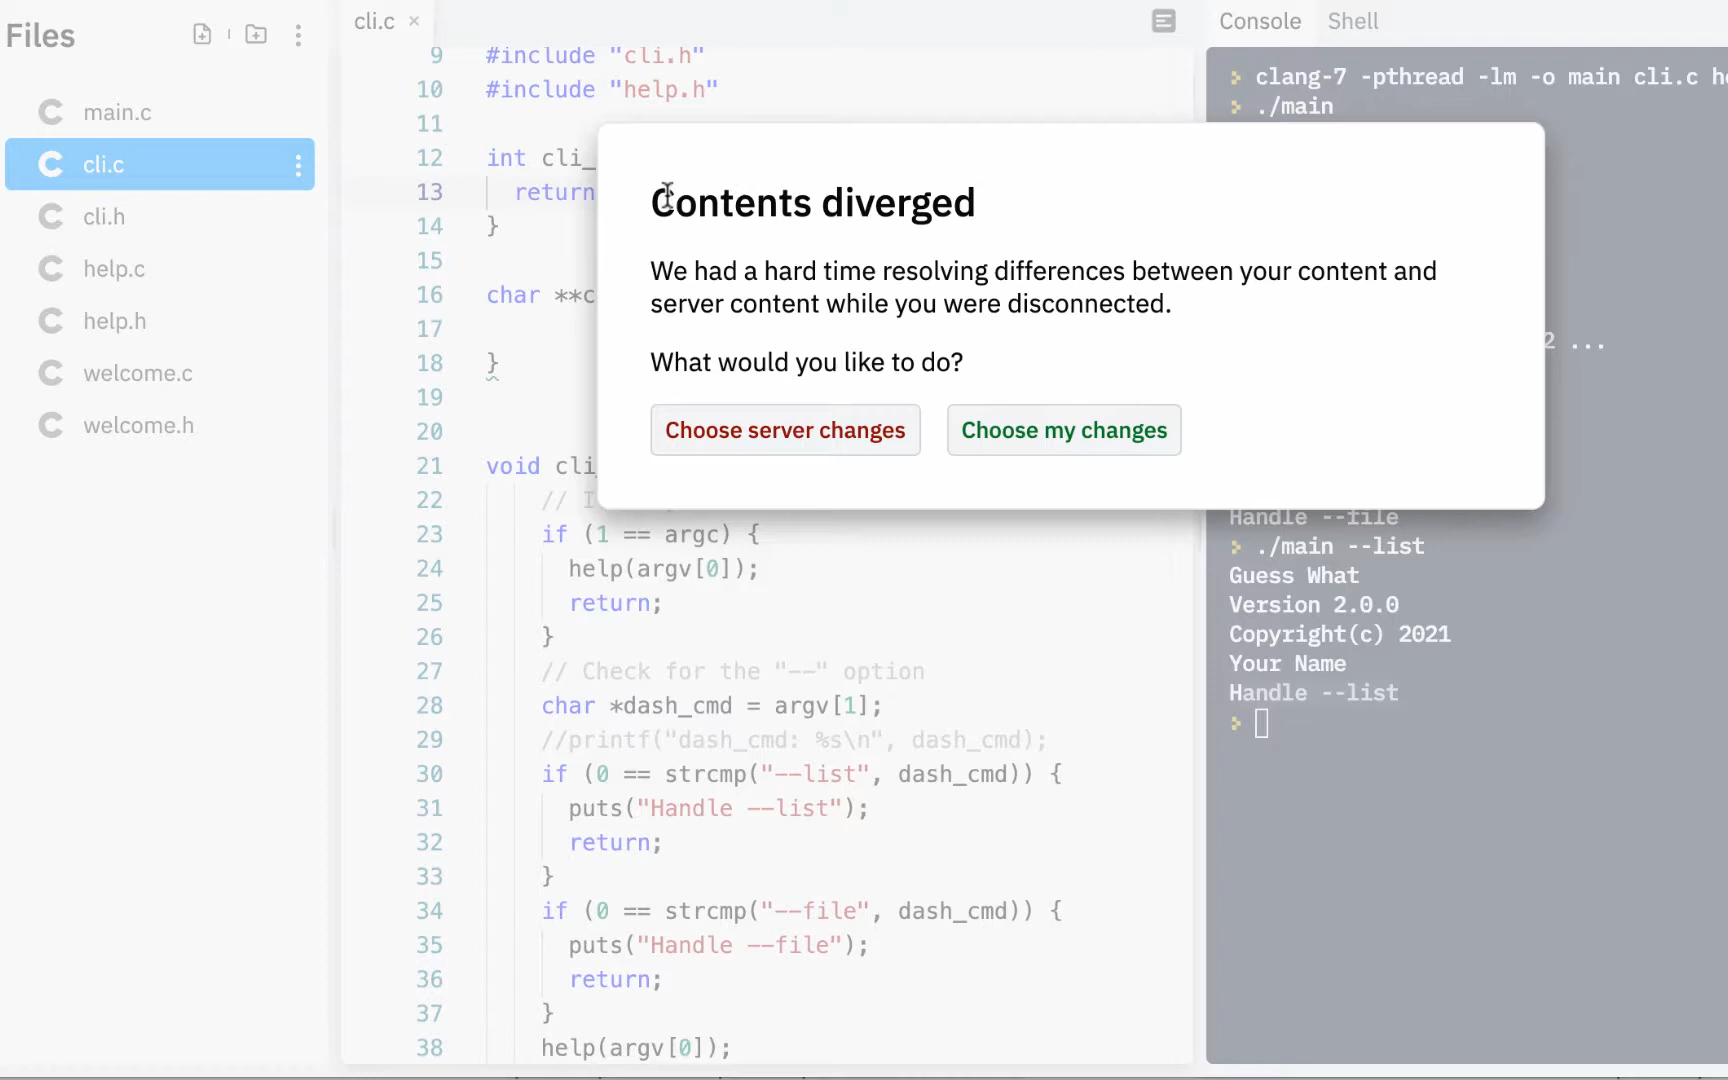 Files
main.c
cli.c
cli.h
help.c
help.h
welcome.c
welcome.h
cli.c ×
9 #include "cli.h"
10 #include "help.h"
11
12 int cli_
13 return
14 }
15
16 char **c
17
18 }
19
20
21 void cli_
22 //
23 if (1 == argc) {
24 help(argv[0]);
25 return;
26 }
27 // Check for the "--" option
28 char *dash_cmd = argv[1];
29 //printf("dash_cmd: %s\n", dash_cmd);
30 if (0 == strcmp("--list", dash_cmd)) {
31 puts("Handle --list");
32 return;
33 }
34 if (0 == strcmp("--file", dash_cmd)) {
35 puts("Handle --file");
36 return;
37 }
38 help(argv[0]);
Contents diverged
We had a hard time resolving differences between your content and
server content while you were disconnected.
What would you like to do?
Choose server changes
Choose my changes
Console Shell
clang-7 -pthread -lm -o main cli.c he
./main
2 ...
Handle --file
./main --list
Guess What
Version 2.0.0
Copyright(c) 2021
Your Name
Handle --list